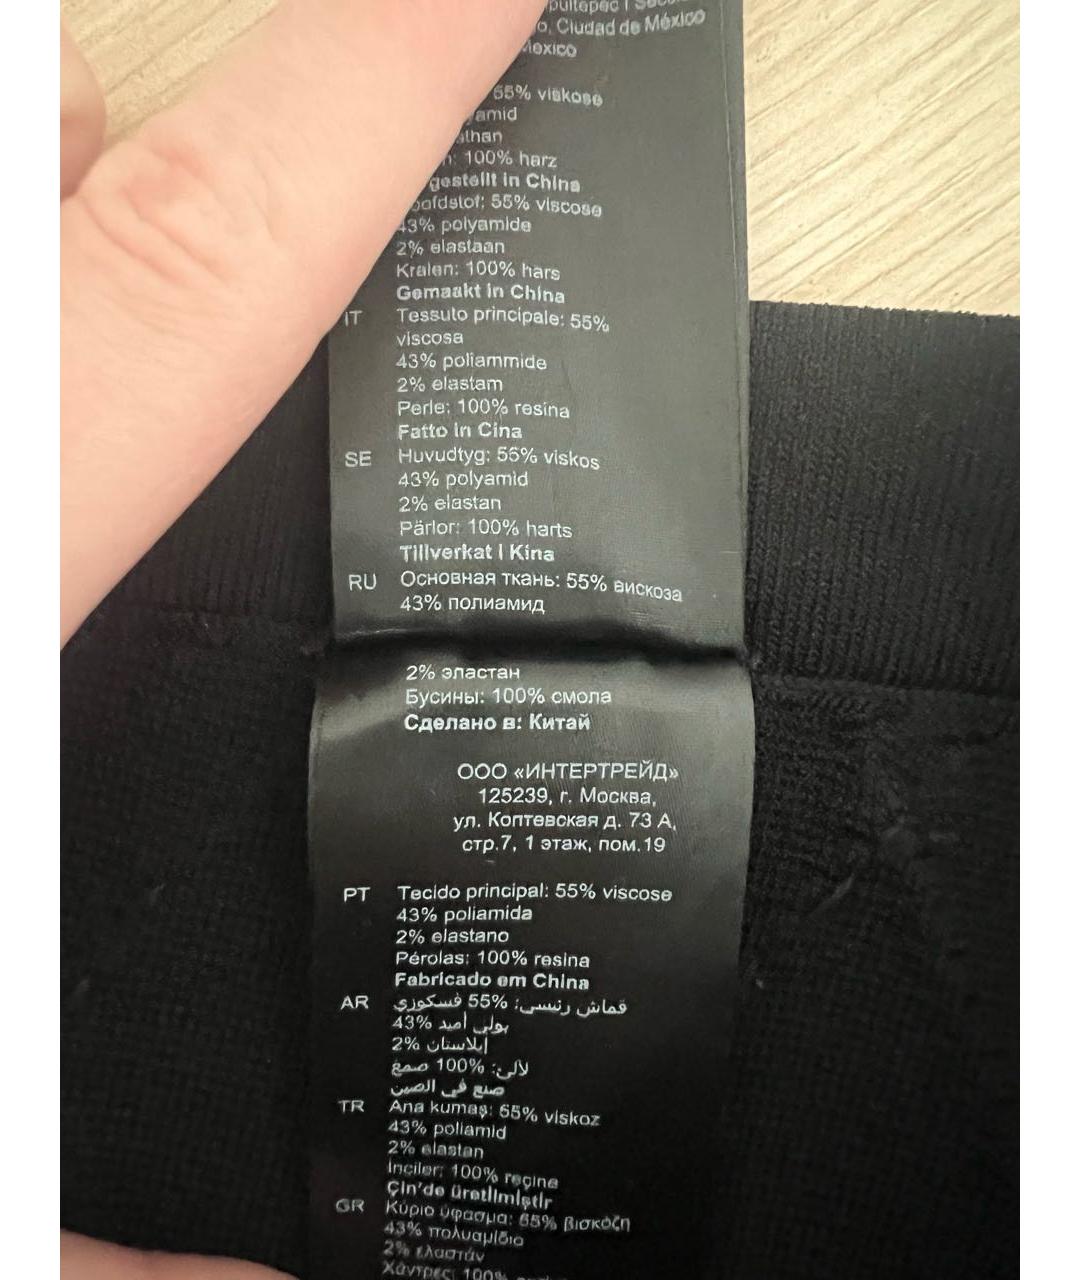 o, Ciudad de México
Mexico
55% viskose
amid
than
: 100% harz
gestellt in China
oofdstof: 55% viscose
43% polyamide
2% elastaan
Kralen: 100% hars
Gemaakt in China
IT Tessuto principale: 55%
viscosa
43% poliammide
2% elastam
Perle: 100% resina
Fatto in Cina
SE Huvudtyg: 55% viskos
43% polyamid
2% elastan
Pärlor: 100% harts
Tillverkat i Kina
RU Основная ткань: 55% вискоза
43% полиамид
2% эластан
Бусины: 100% смола
Сделано в: Китай
ООО «ИНТЕРТРЕЙД»
125239, г. Москва,
ул. Коптевская д. 73 А,
стр.7, 1 этаж, пом.19
PT Tecido principal: 55% viscose
43% poliamida
2% elastano
Pérolas: 100% resina
Fabricado em China
AR قماش رئيسي: 55% فسكوزي
بولي أميد 43%
إيلاستان 2%
لآلئ: 100% صمغ
صنع في الصين
TR Ana kumaş: 55% viskoz
43% poliamid
2% elastan
İnciler: 100% reçine
Çin'de üretilmiştir
GR Κύριο ύφασμα: 55% βισκόζη
43% πολυαμίδιο
2% ελαστάν
Χάντρες: 100%